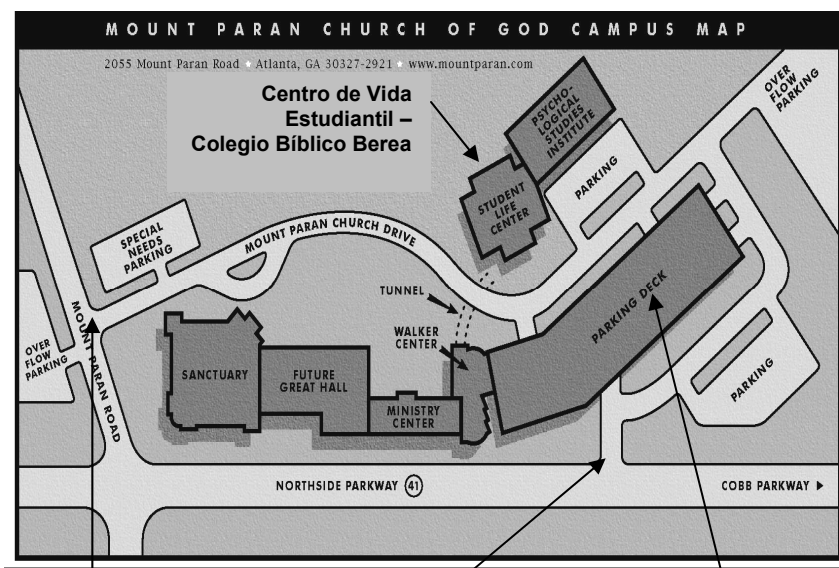 MOUNT PARAN CHURCH OF GOD CAMPUS MAP
2055 Mount Paran Road Atlanta, GA 30327-2921 www.mountparan.com
Centro de Vida
Estudiantil –
Colegio Bíblico Berea
PSYCHO-
LOGICAL
STUDIES
INSTITUTE
OVER
FLOW
PARKING
PARKING
STUDENT
LIFE
CENTER
SPECIAL
NEEDS
PARKING
MOUNT PARAN CHURCH DRIVE
TUNNEL
PARKING DECK
WALKER
CENTER
OVER
FLOW
PARKING
MOUNT PARAN ROAD
SANCTUARY
FUTURE
GREAT HALL
MINISTRY
CENTER
PARKING
NORTHSIDE PARKWAY 41
COBB PARKWAY